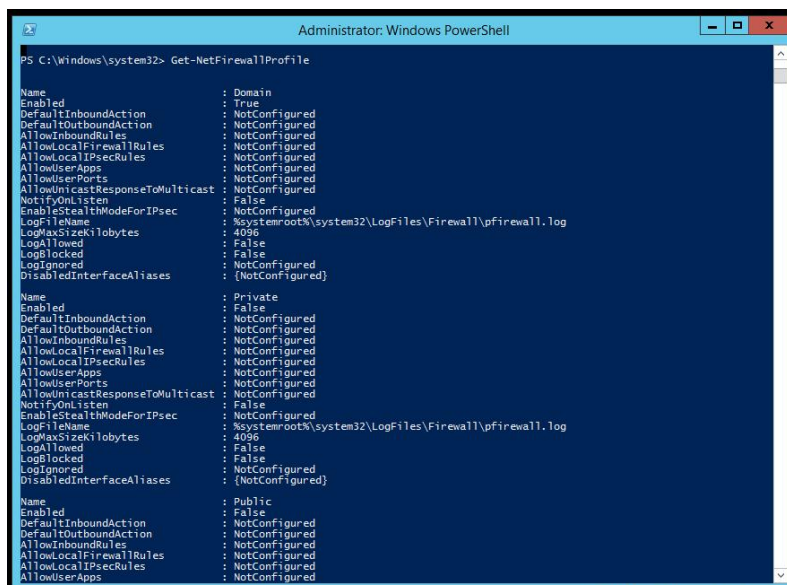 Administrator: Windows PowerShell
PS C:\Windows\system32> Get-NetFirewallProfile
Name : Domain
Enabled : True
DefaultInboundAction : NotConfigured
DefaultOutboundAction : NotConfigured
AllowInboundRules : NotConfigured
AllowLocalFirewallRules : NotConfigured
AllowLocalIPsecRules : NotConfigured
AllowUserApps : NotConfigured
AllowUserPorts : NotConfigured
AllowUnicastResponseToMulticast : NotConfigured
NotifyOnListen : False
EnableStealthModeForIPsec : NotConfigured
LogFileName : %systemroot%\system32\LogFiles\Firewall\pfirewall.log
LogMaxSizeKilobytes : 4096
LogAllowed : False
LogBlocked : False
LogIgnored : NotConfigured
DisabledInterfaceAliases : {NotConfigured}
Name : Private
Enabled : False
DefaultInboundAction : NotConfigured
DefaultOutboundAction : NotConfigured
AllowInboundRules : NotConfigured
AllowLocalFirewallRules : NotConfigured
AllowLocalIPsecRules : NotConfigured
AllowUserApps : NotConfigured
AllowUserPorts : NotConfigured
AllowUnicastResponseToMulticast : NotConfigured
NotifyOnListen : False
EnableStealthModeForIPsec : NotConfigured
LogFileName : %systemroot%\system32\LogFiles\Firewall\pfirewall.log
LogMaxSizeKilobytes : 4096
LogAllowed : False
LogBlocked : False
LogIgnored : NotConfigured
DisabledInterfaceAliases : {NotConfigured}
Name : Public
Enabled : False
DefaultInboundAction : NotConfigured
DefaultOutboundAction : NotConfigured
AllowInboundRules : NotConfigured
AllowLocalFirewallRules : NotConfigured
AllowLocalIPsecRules : NotConfigured
AllowUserApps : NotConfigured